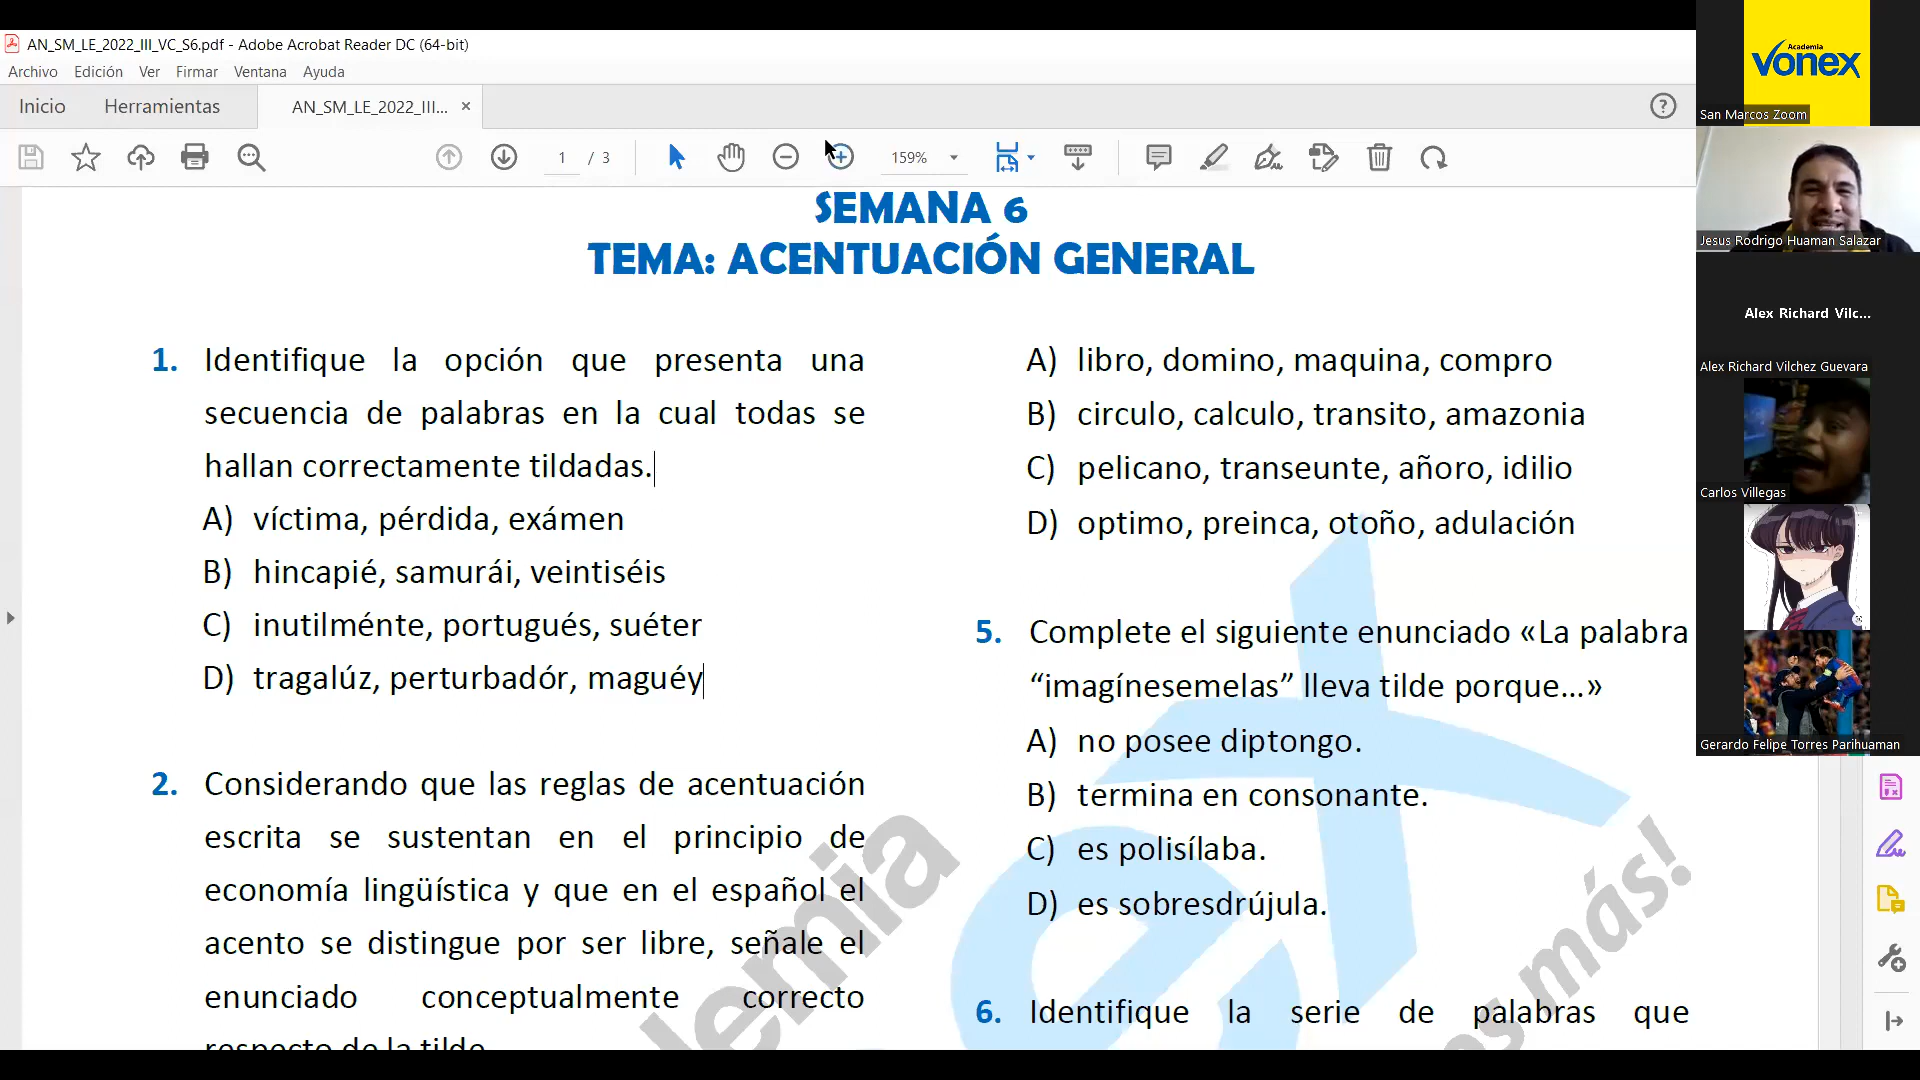 AN_SM_LE_2022_III_VC_S6.pdf - Adobe Acrobat Reader DC (64-bit)
Archivo Edición Ver Firmar Ventana Ayuda
Inicio Herramientas AN_SM_LE_2022_III... ×
1 / 3 159%
SEMANA 6
TEMA: ACENTUACIÓN GENERAL
1. Identifique la opción que presenta una
secuencia de palabras en la cual todas se
hallan correctamente tildadas.
A) víctima, pérdida, exámen
B) hincapié, samurái, veintiséis
C) inutilménte, portugués, suéter
D) tragalúz, perturbadór, maguéy
2. Considerando que las reglas de acentuación
escrita se sustentan en el principio de
economía lingüística y que en el español el
acento se distingue por ser libre, señale el
enunciado conceptualmente correcto
respecto de la tilde
A) libro, domino, maquina, compro
B) circulo, calculo, transito, amazonia
C) pelicano, transeunte, añoro, idilio
D) optimo, preinca, otoño, adulación
5. Complete el siguiente enunciado «La palabra
“imagínesemelas” lleva tilde porque...»
A) no posee diptongo.
B) termina en consonante.
C) es polisílaba.
D) es sobresdrújula.
6. Identifique la serie de palabras que
demia
os más!
Academia
vonex
San Marcos Zoom
Jesus Rodrigo Huaman Salazar
Alex Richard Vilc...
Alex Richard Vilchez Guevara
Carlos Villegas
Gerardo Felipe Torres Parihuaman